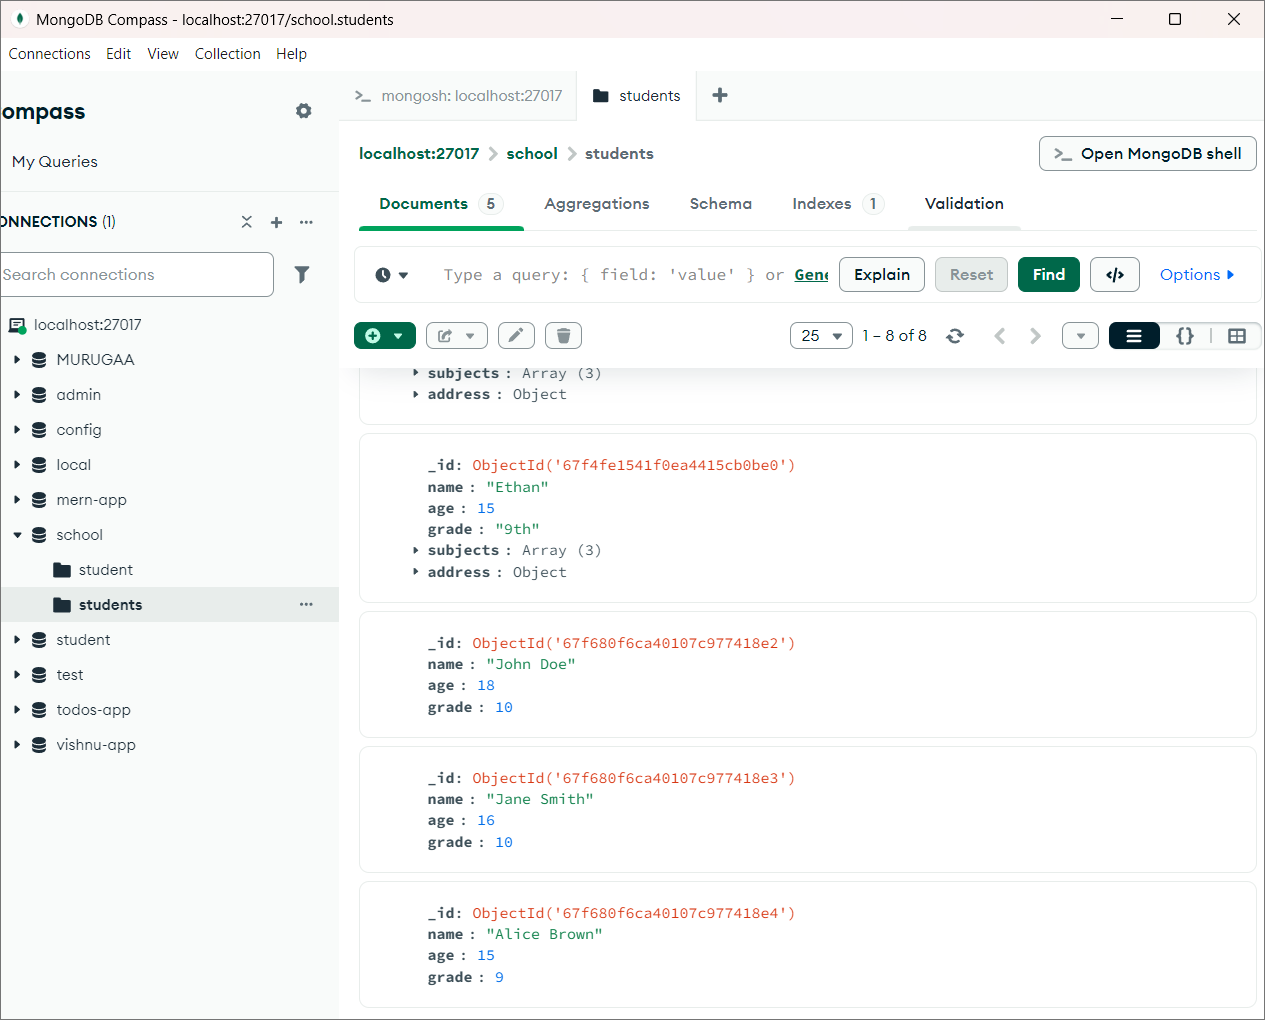 MongoDB Compass - localhost:27017/school.students
Connections Edit View Collection Help
ompass
My Queries
ONNECTIONS (1)
Search connections
localhost:27017
MURUGAA
admin
config
local
mern-app
school
student
students
student
test
todos-app
vishnu-app
>_ mongosh: localhost:27017
students
localhost:27017 > school > students
>_ Open MongoDB shell
Documents 5 Aggregations Schema Indexes 1 Validation
Type a query: { field: 'value' } or Gene
Explain Reset Find </> Options
25 1 – 8 of 8 {}
subjects : Array (3)
address : Object
_id: ObjectId('67f4fe1541f0ea4415cb0be0')
name : "Ethan"
age : 15
grade : "9th"
subjects : Array (3)
address : Object
_id: ObjectId('67f680f6ca40107c977418e2')
name : "John Doe"
age : 18
grade : 10
_id: ObjectId('67f680f6ca40107c977418e3')
name : "Jane Smith"
age : 16
grade : 10
_id: ObjectId('67f680f6ca40107c977418e4')
name : "Alice Brown"
age : 15
grade : 9